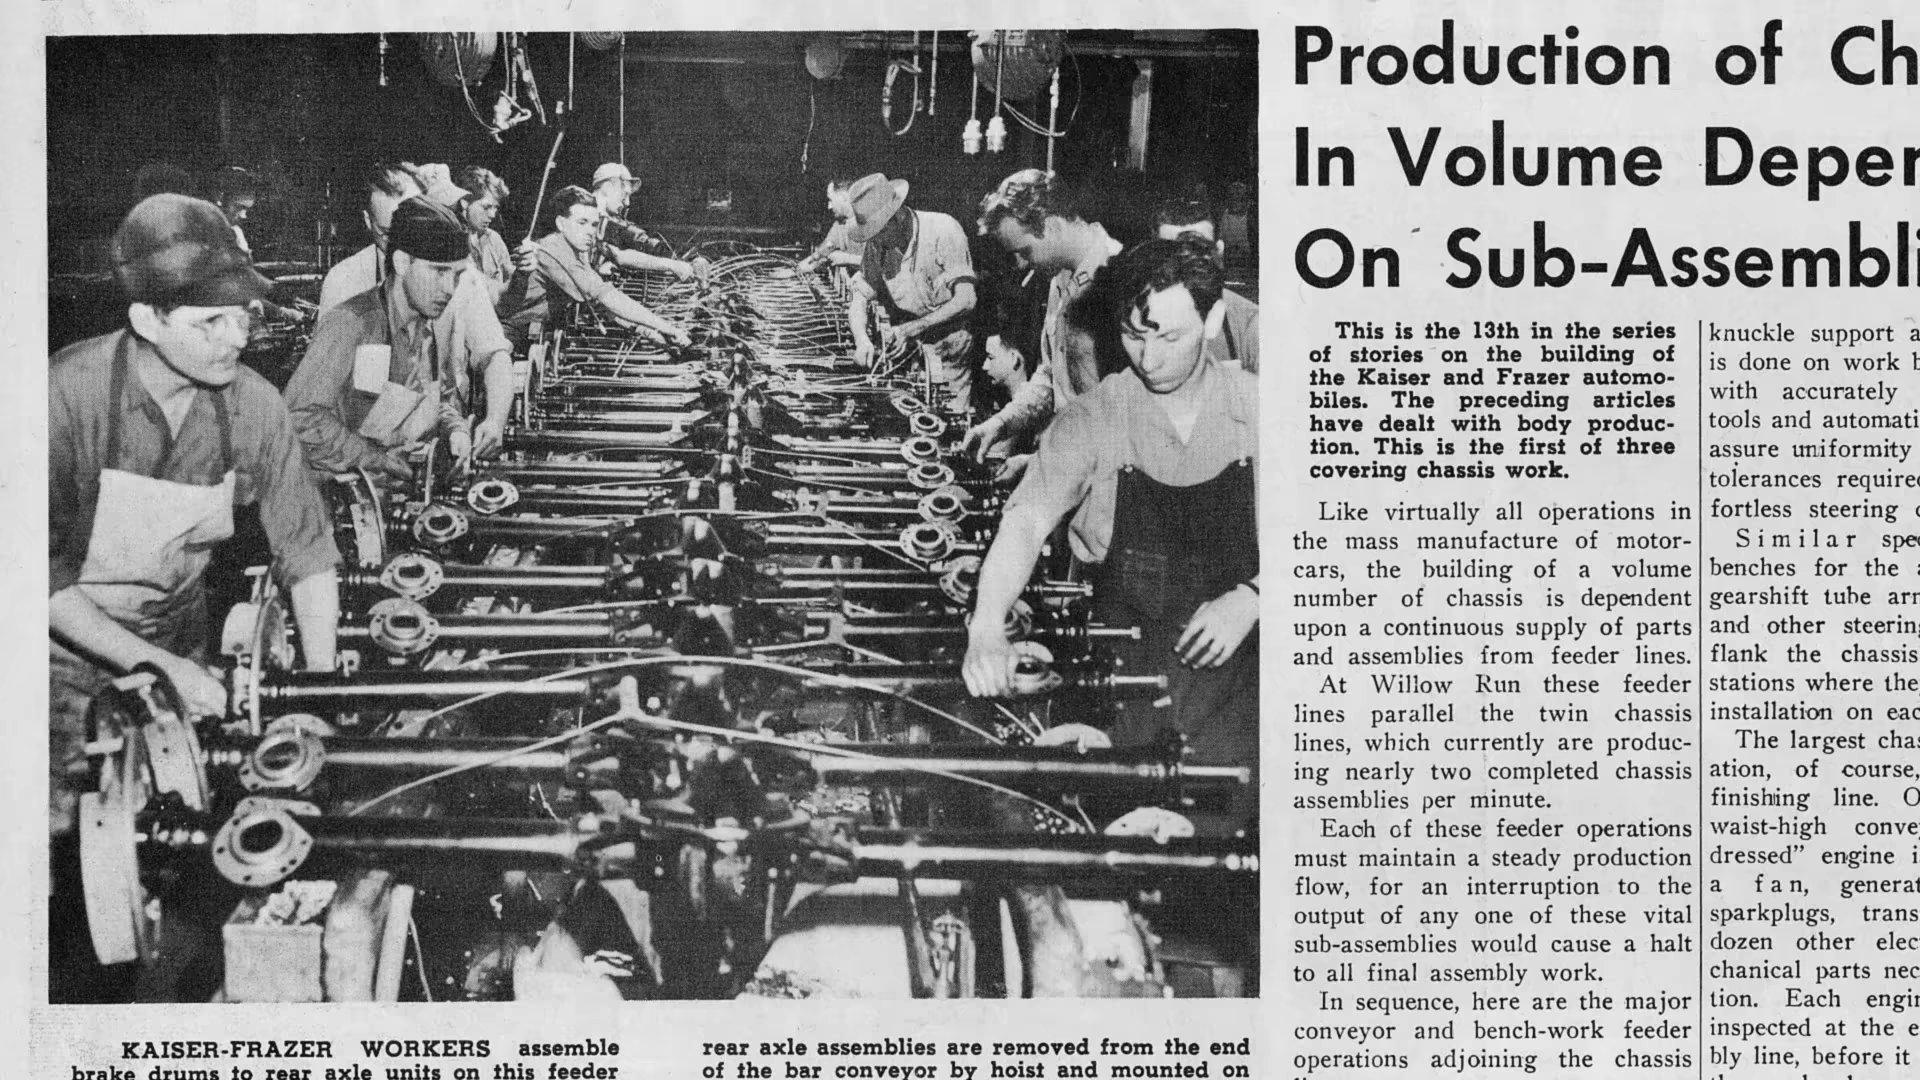 Production of Ch
In Volume Depen
On Sub-Assembli
This is the 13th in the series
of stories on the building of
the Kaiser and Frazer automo-
biles. The preceding articles
have dealt with body produc-
tion. This is the first of three
covering chassis work.
Like virtually all operations in
the mass manufacture of motor-
cars, the building of a volume
number of chassis is dependent
upon a continuous supply of parts
and assemblies from feeder lines.
At Willow Run these feeder
lines parallel the twin chassis
lines, which currently are produc-
ing nearly two completed chassis
assemblies per minute.
Each of these feeder operations
must maintain a steady production
flow, for an interruption to the
output of any one of these vital
sub-assemblies would cause a halt
to all final assembly work.
In sequence, here are the major
conveyor and bench-work feeder
operations adjoining the chassis
knuckle support a
is done on work b
with accurately
tools and automati
assure uniformity
tolerances require
fortless steering
Similar spe
benches for the a
gearshift tube arr
and other steering
flank the chassis
stations where the
installation on eac
The largest chas
ation, of course,
finishing line. O
waist-high conve
dressed" engine i
a fan, generat
sparkplugs, trans
dozen other elec
chanical parts nec
tion. Each engin
inspected at the e
bly line, before it
KAISER-FRAZER WORKERS assemble
brake drums to rear axle units on this feeder
rear axle assemblies are removed from the end
of the bar conveyor by hoist and mounted on